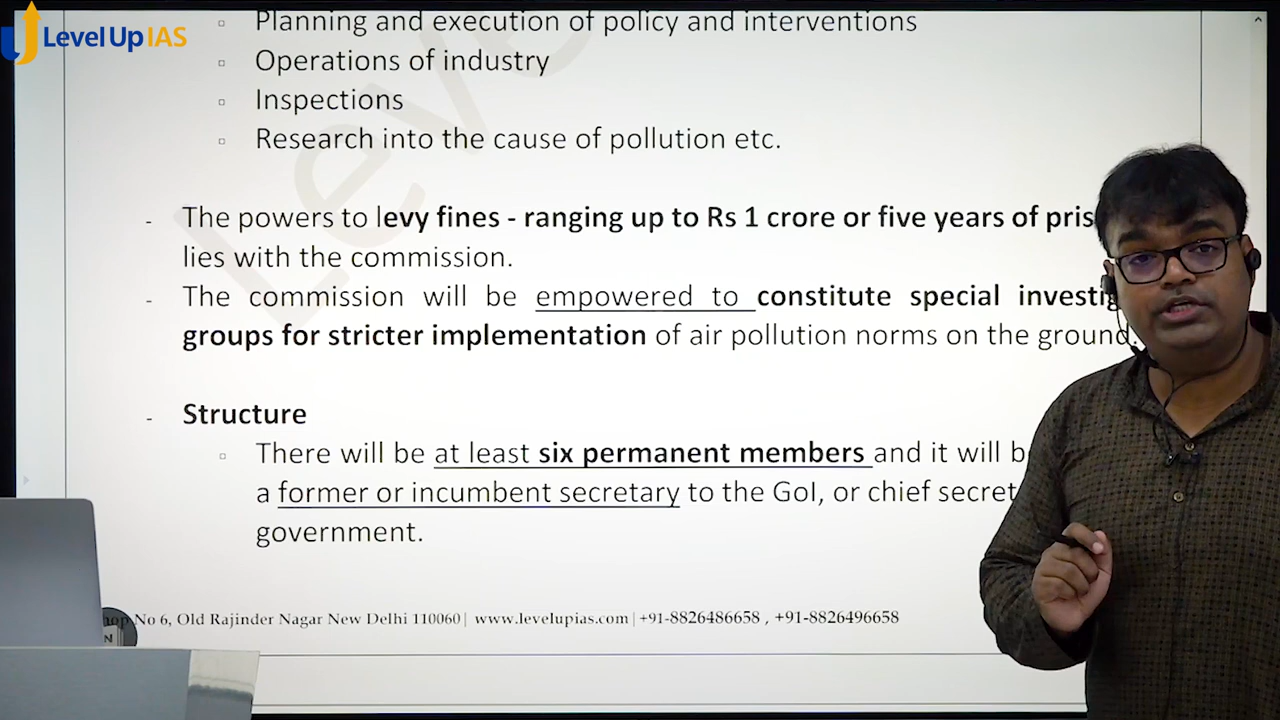 Level Up IAS
Planning and execution of policy and interventions
Operations of industry
Inspections
Research into the cause of pollution etc.
- The powers to levy fines - ranging up to Rs 1 crore or five years of
lies with the commission.
- The commission will be empowered to constitute special
groups for stricter implementation of air pollution norms on the ground.
- Structure
There will be at least six permanent members and it will
a former or incumbent secretary to the GoI, or chief
government.
No 6, Old Rajinder Nagar New Delhi 110060| www.levelupias.com | +91-8826486658 , +91-8826496658